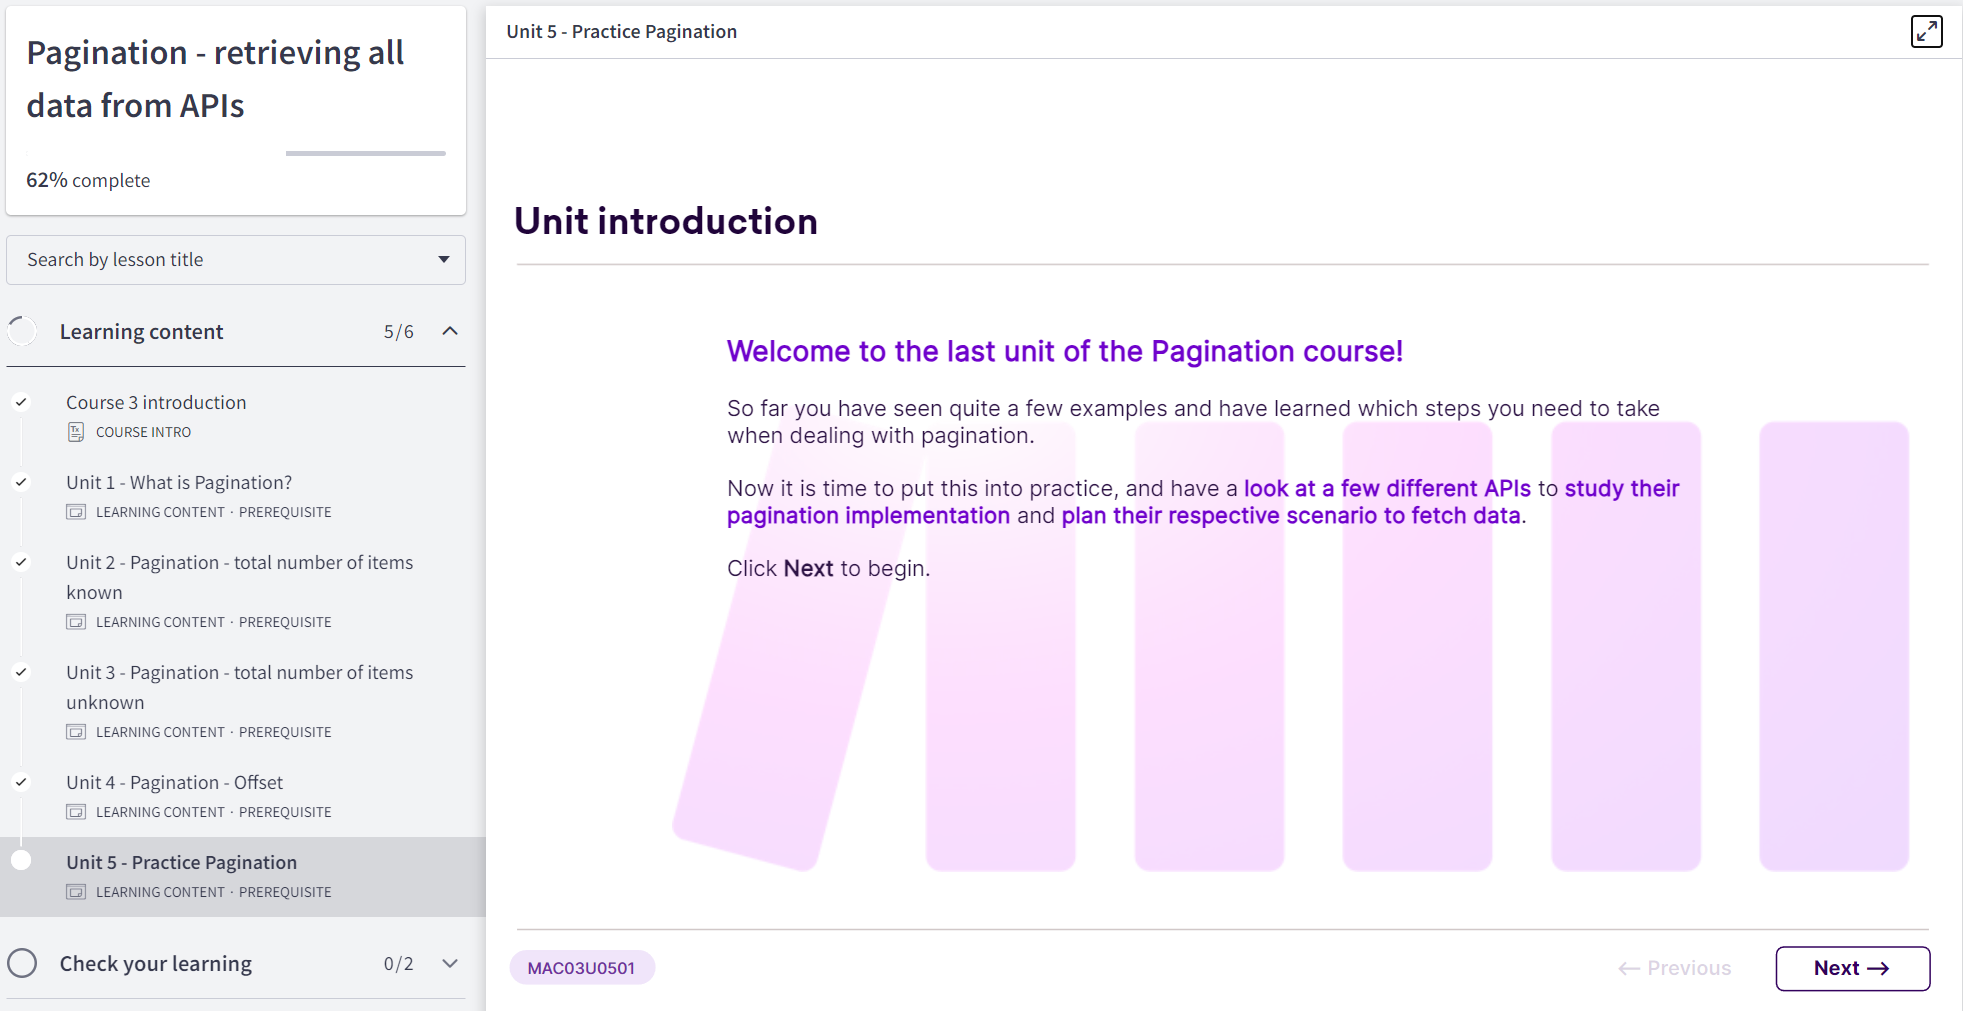 Pagination - retrieving all
data from APIs
62% complete
Search by lesson title
Learning content 5/6
Course 3 introduction
COURSE INTRO
Unit 1 - What is Pagination?
LEARNING CONTENT · PREREQUISITE
Unit 2 - Pagination - total number of items
known
LEARNING CONTENT · PREREQUISITE
Unit 3 - Pagination - total number of items
unknown
LEARNING CONTENT · PREREQUISITE
Unit 4 - Pagination - Offset
LEARNING CONTENT · PREREQUISITE
Unit 5 - Practice Pagination
LEARNING CONTENT · PREREQUISITE
Check your learning 0/2
Unit 5 - Practice Pagination
Unit introduction
Welcome to the last unit of the Pagination course!
So far you have seen quite a few examples and have learned which steps you need to take
when dealing with pagination.
Now it is time to put this into practice, and have a look at a few different APIs to study their
pagination implementation and plan their respective scenario to fetch data.
Click Next to begin.
MAC03U0501
← Previous
Next →